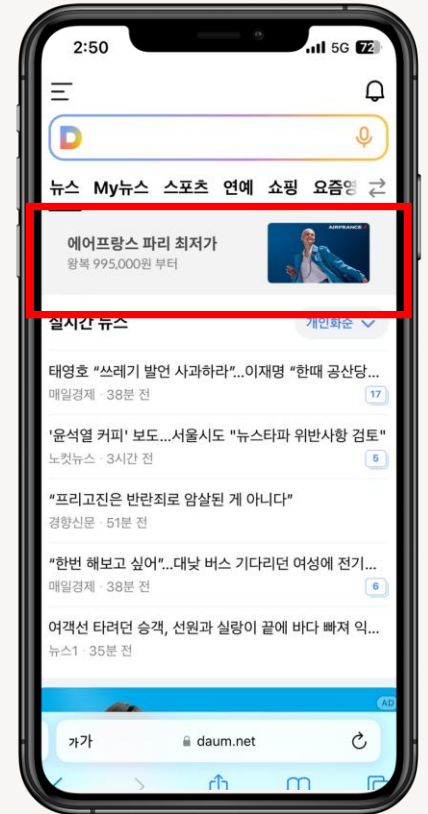 2:50
5G 72
D
뉴스 My뉴스 스포츠 연예 쇼핑 요즘
에어프랑스 파리 최저가
왕복 995,000원 부터
AIRFRANCE
실시간 뉴스
개인화순
태영호 “쓰레기 발언 사과하라”...이재명 “한때 공산당...
매일경제 · 38분 전
17
'윤석열 커피' 보도...서울시도 "뉴스타파 위반사항 검토"
노컷뉴스 · 3시간 전
5
“프리고진은 반란죄로 암살된 게 아니다”
경향신문 · 51분 전
“한번 해보고 싶어”...대낮 버스 기다리던 여성에 전기...
매일경제 · 38분 전
6
여객선 타려던 승객, 선원과 실랑이 끝에 바다 빠져 익...
뉴스1 · 35분 전
AD
가가
daum.net